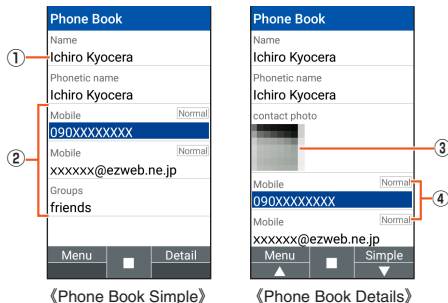 Phone Book
Name
① Ichiro Kyocera
Phonetic name
Ichiro Kyocera
②
Mobile Normal
090XXXXXXXX
Mobile Normal
xxxxxx@ezweb.ne.jp
Groups
friends
Menu Detail
《Phone Book Simple》
Phone Book
Name
Ichiro Kyocera
Phonetic name
Ichiro Kyocera
contact photo
③
Mobile Normal
④
090XXXXXXXX
Mobile Normal
xxxxxx@ezweb.ne.jp
Menu Simple
《Phone Book Details》